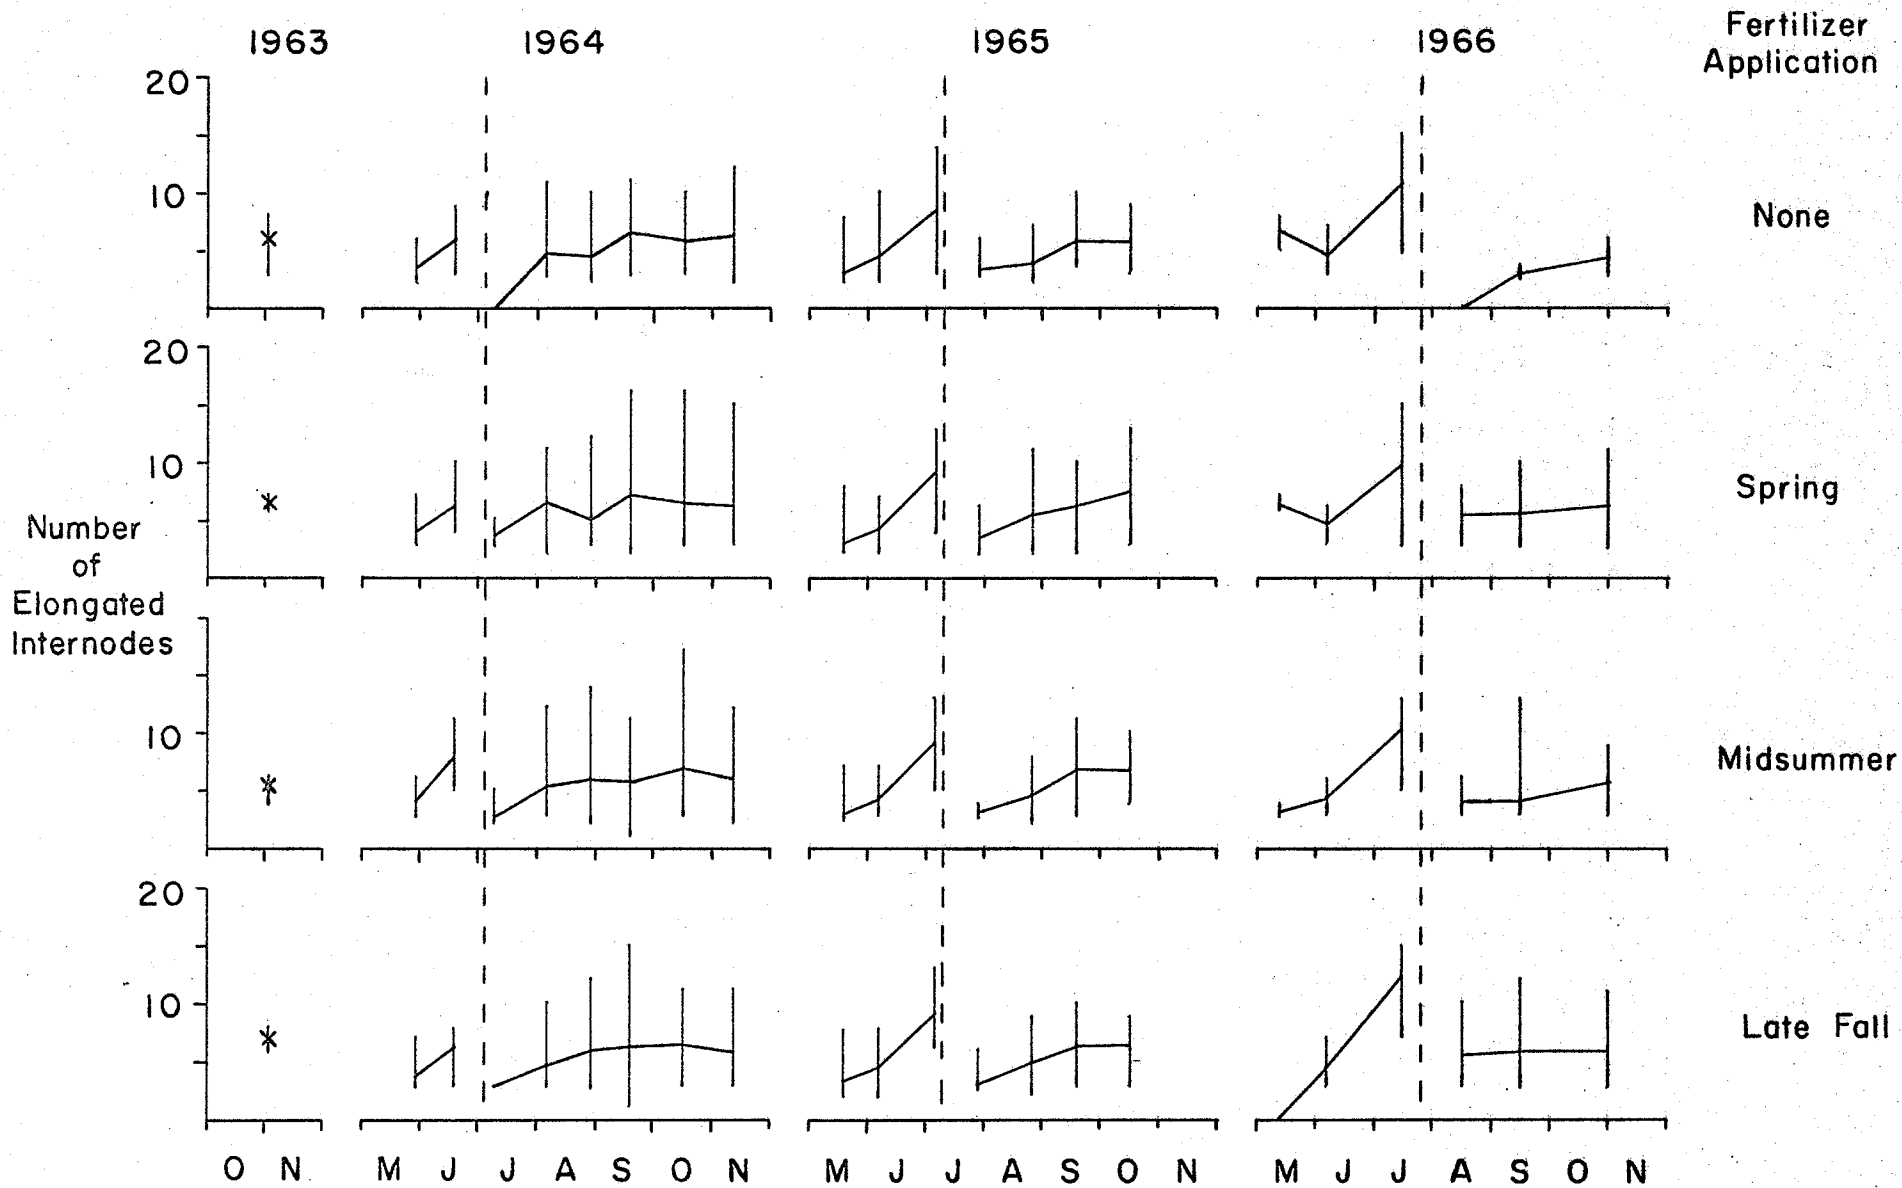 1963 1964 1965 1966 Fertilizer
Application
20
10
None
20
10
Spring
Number
of
Elongated
Internodes
10
Midsummer
20
10
Late Fall
O N M J J A S O N M J J A S O N M J J A S O N